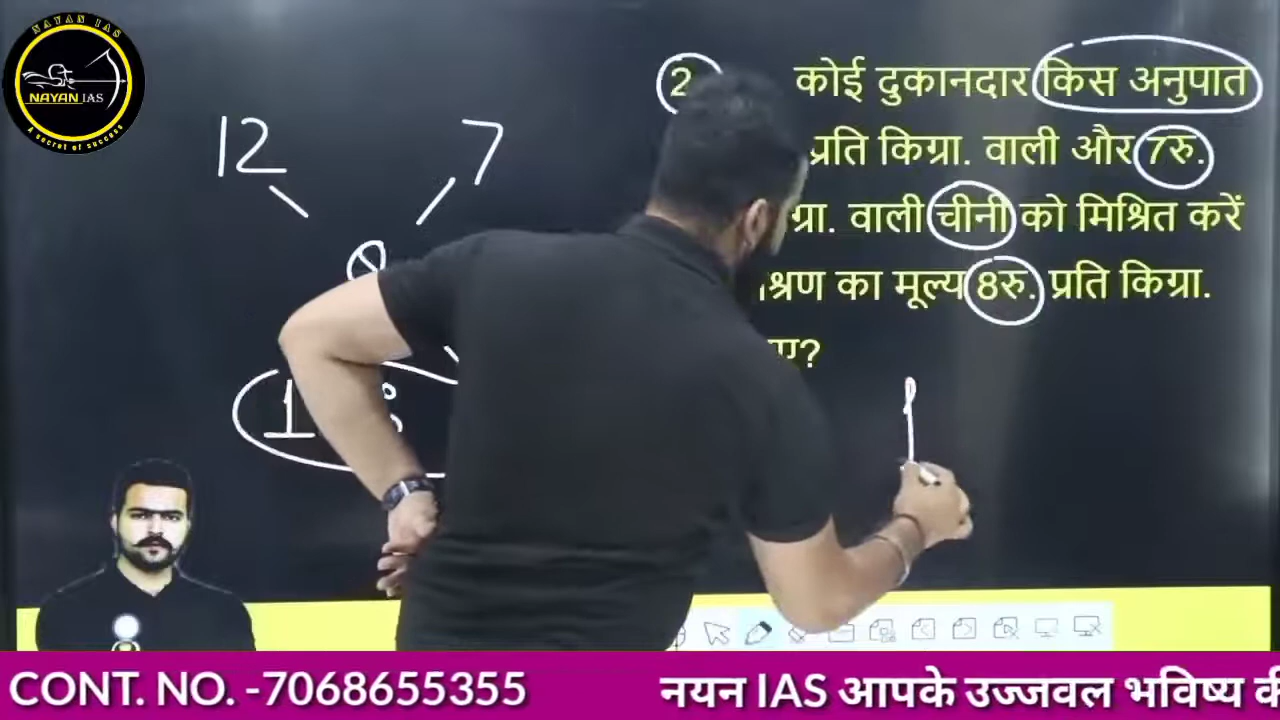 NAYAN IAS
NAYAN IAS
A secret of success
2 कोई दुकानदार किस अनुपात
प्रति किग्रा. वाली और 7रु.
ग्रा. वाली चीनी को मिश्रित करें
श्रण का मूल्य 8रु. प्रति किग्रा.
?
12 7
8
1 :
CONT. NO. -7068655355
नयन IAS आपके उज्जवल भविष्य की